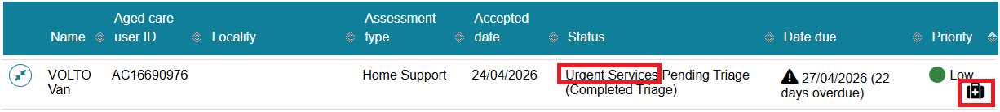 Name
Aged care
user ID
Locality
Assessment
type
Accepted
date
Status
Date due
Priority
VOLTO
Van
AC16690976
Home Support
24/04/2026
Urgent Services Pending Triage
(Completed Triage)
27/04/2026 (22
days overdue)
Low